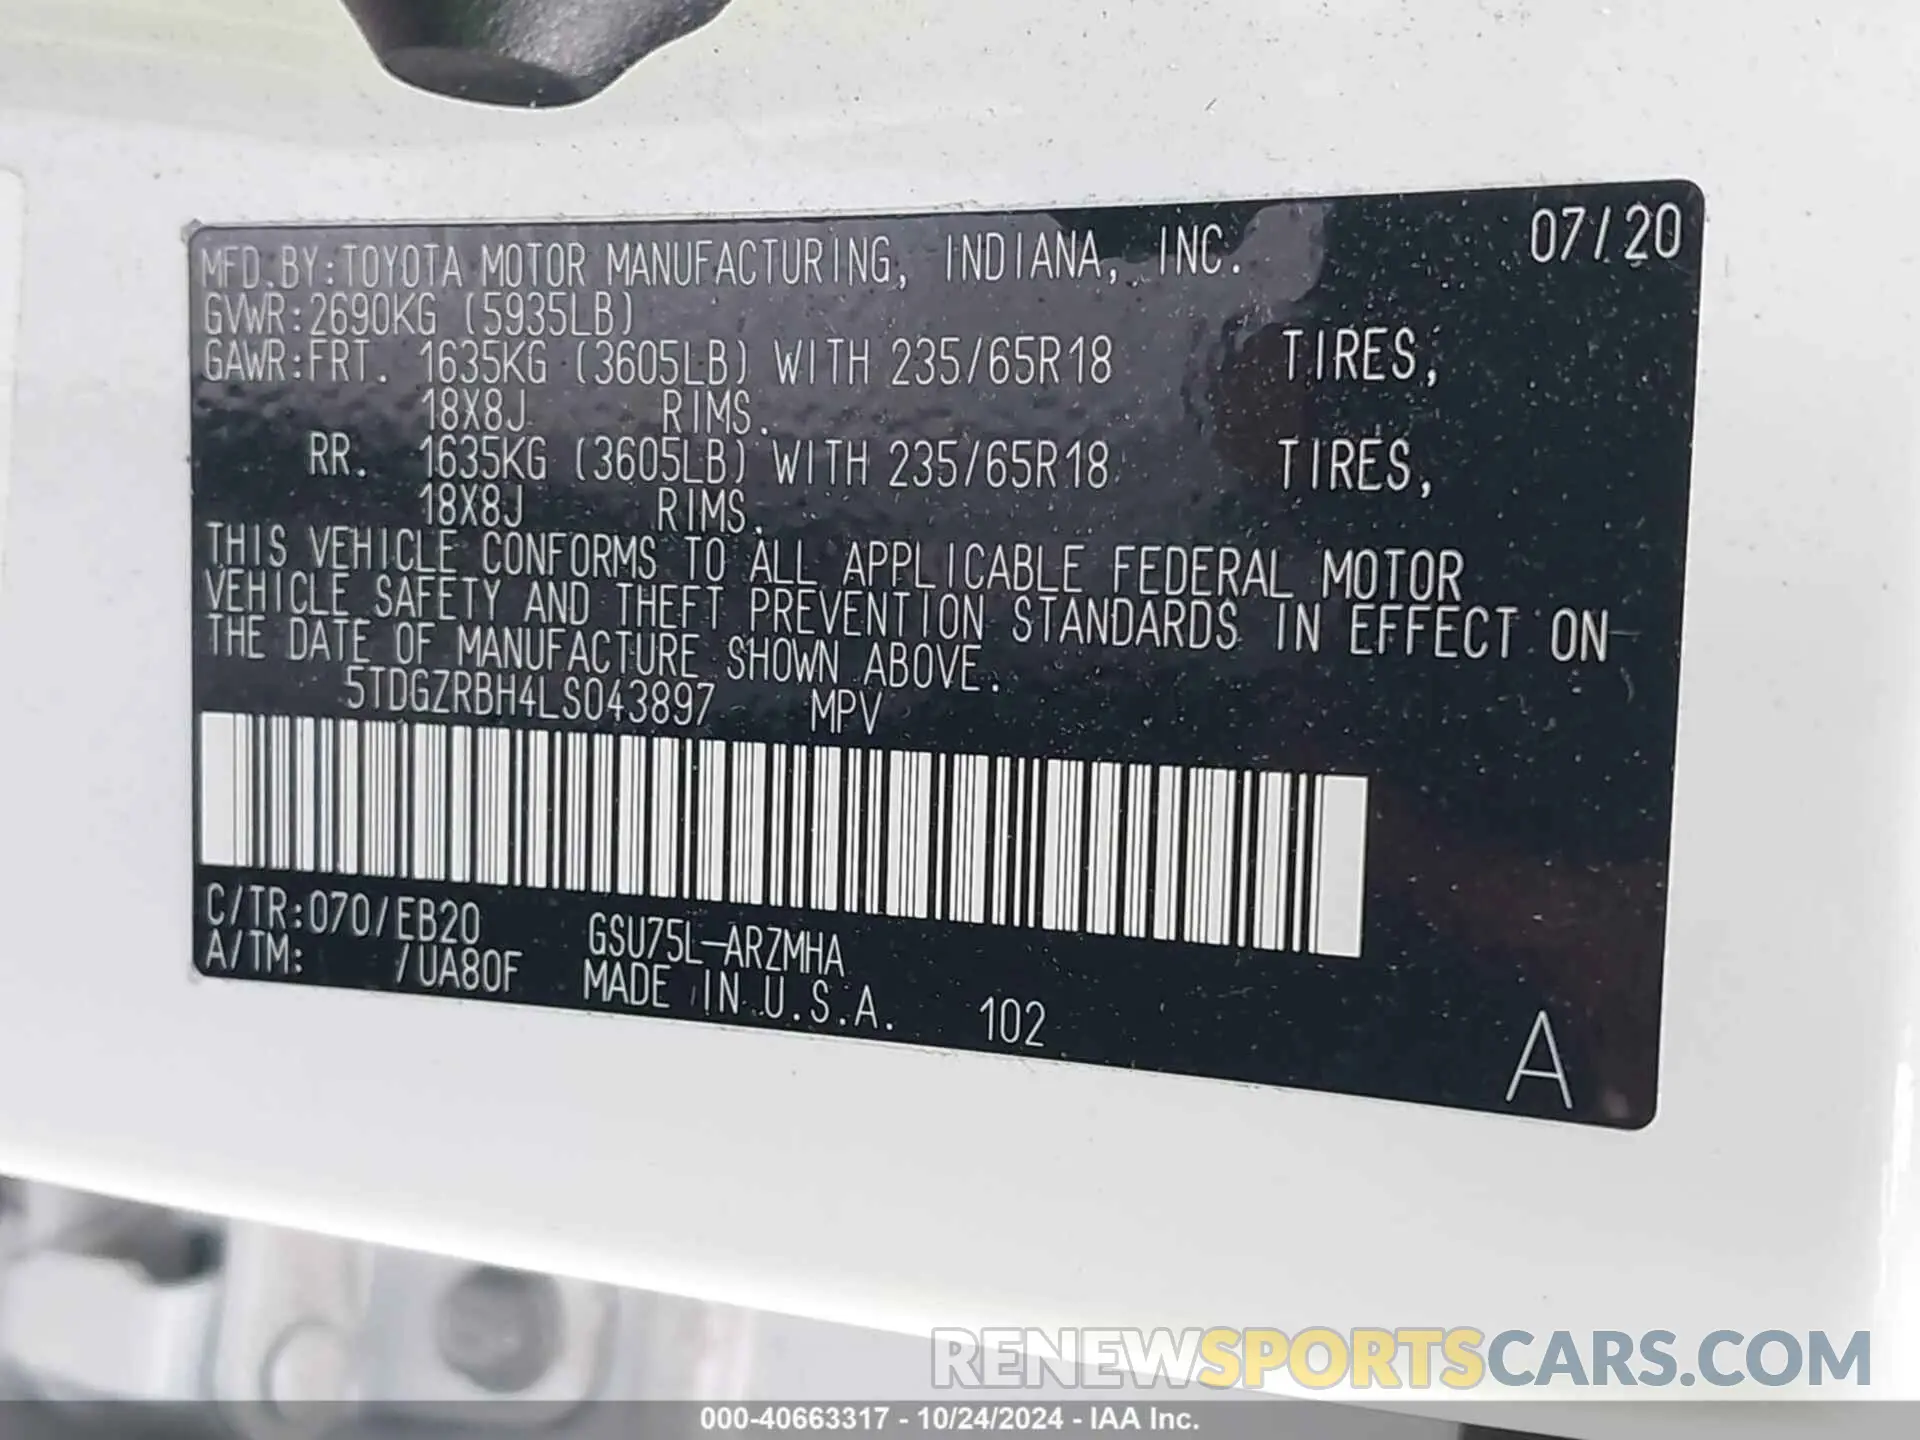 07/20
MFD.BY:TOYOTA MOTOR MANUFACTURING, INDIANA, INC.
GVWR:2690KG (5935LB)
GAWR:FRT. 1635KG (3605LB) WITH 235/65R18 TIRES,
18X8J RIMS.
RR. 1635KG (3605LB) WITH 235/65R18 TIRES,
18X8J RIMS.
THIS VEHICLE CONFORMS TO ALL APPLICABLE FEDERAL MOTOR
VEHICLE SAFETY AND THEFT PREVENTION STANDARDS IN EFFECT ON
THE DATE OF MANUFACTURE SHOWN ABOVE.
5TDGZRBH4LS043897 MPV
C/TR:070/EB20 GSU75L-ARZMHA
A/TM: /UA80F MADE IN U.S.A. 102
A
RENEWSPORTSCARS.COM
000-40663317 - 10/24/2024 - IAA Inc.